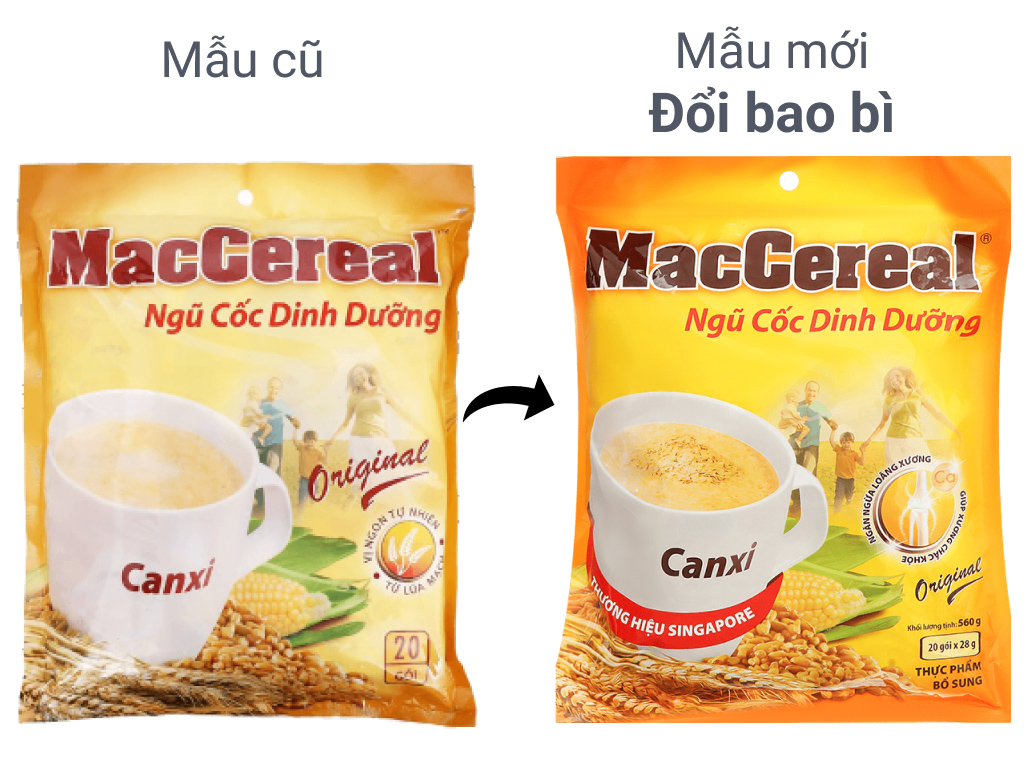 Mẫu cũ
MacCereal™
Ngũ Cốc Dinh Dưỡng
Original
VỊ NGON TỰ NHIÊN
TỪ LÚA MẠCH
Canxi
20
GÓI
Mẫu mới
Đổi bao bì
MacCereal®
Ngũ Cốc Dinh Dưỡng
NGĂN NGỪA LOÃNG XƯƠNG
Ca
GIÚP XƯƠNG CHẮC KHỎE
Canxi
THƯƠNG HIỆU SINGAPORE
Original
Khối lượng tịnh: 560 g
20 gói x 28 g
THỰC PHẨM
BỔ SUNG